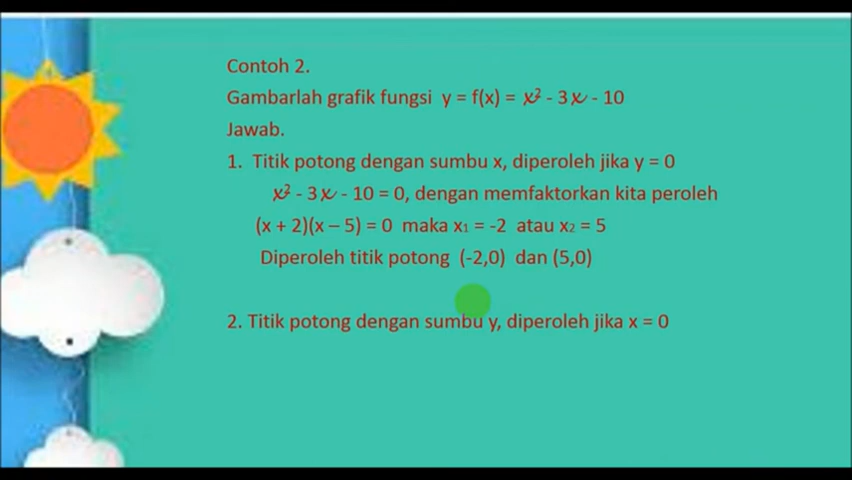 Contoh 2.
Gambarlah grafik fungsi y = f(x) = x² - 3x - 10
Jawab.
1. Titik potong dengan sumbu x, diperoleh jika y = 0
x² - 3x - 10 = 0, dengan memfaktorkan kita peroleh
(x + 2)(x – 5) = 0 maka x₁ = -2 atau x₂ = 5
Diperoleh titik potong (-2,0) dan (5,0)
2. Titik potong dengan sumbu y, diperoleh jika x = 0